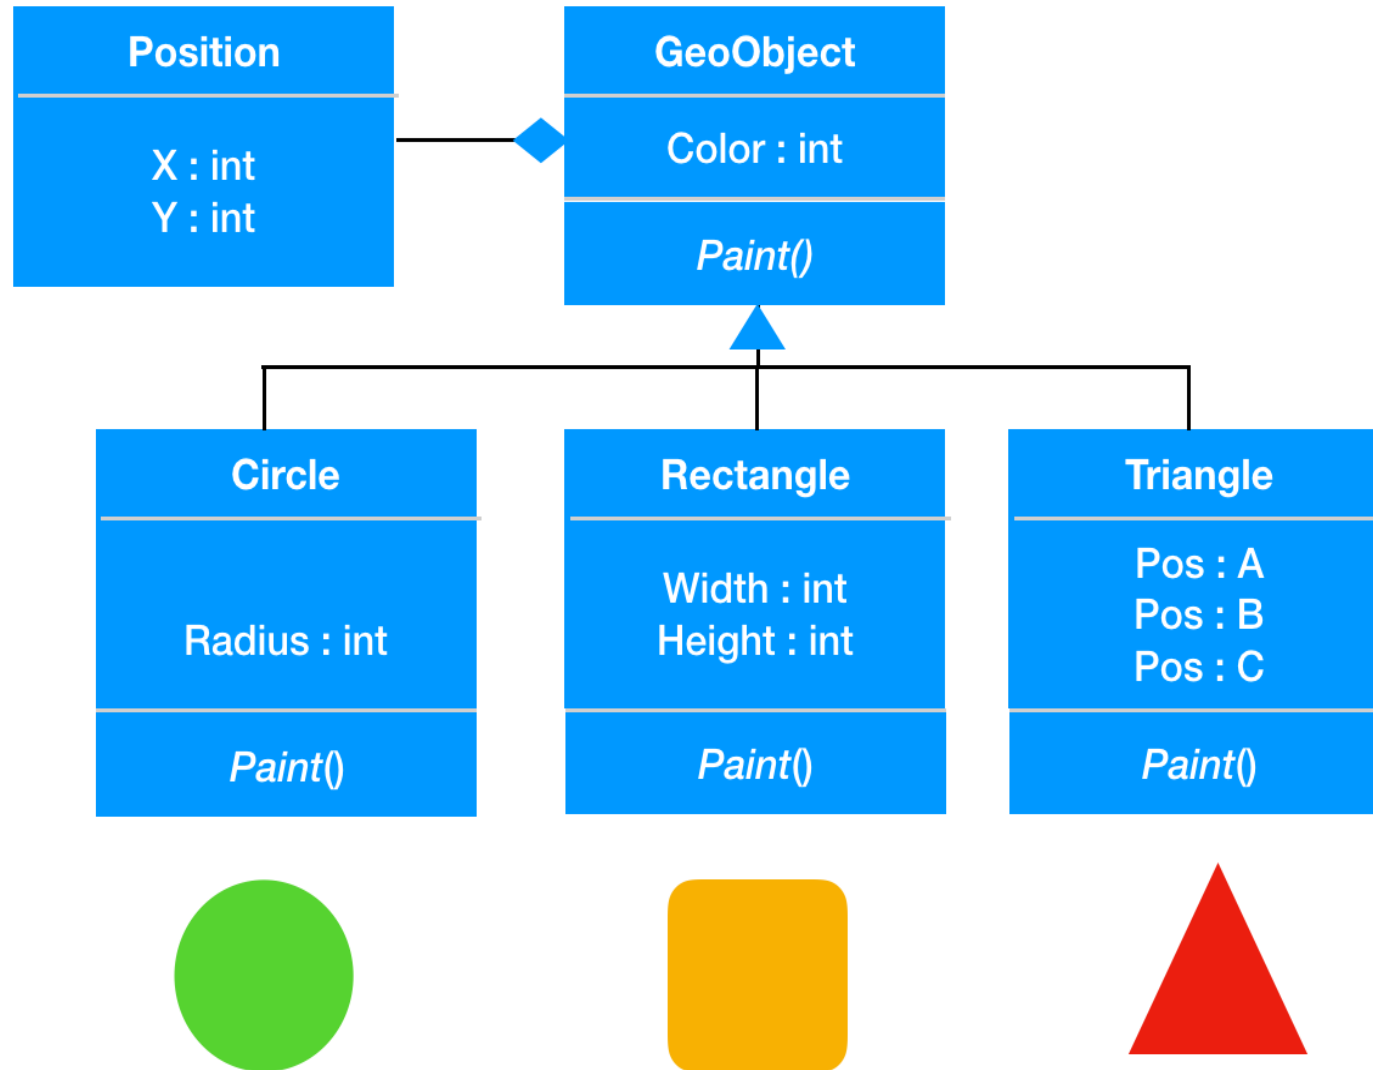 Position
X : int
Y : int
GeoObject
Color : int
Paint()
Circle
Radius : int
Paint()
Rectangle
Width : int
Height : int
Paint()
Triangle
Pos : A
Pos : B
Pos : C
Paint()